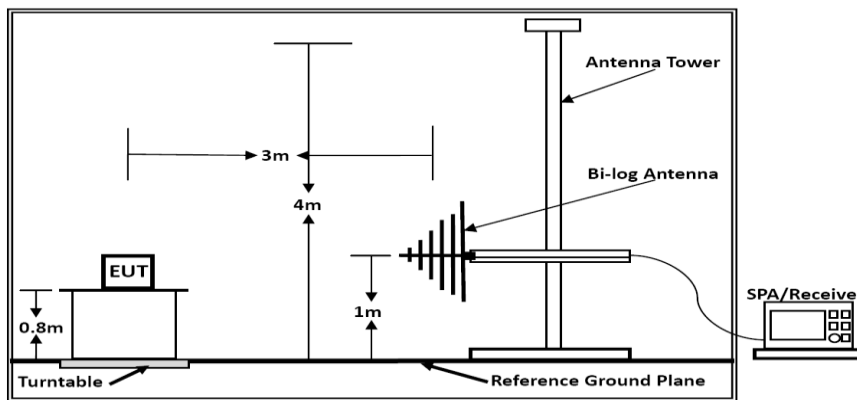 Antenna Tower
3m
Bi-log Antenna
4m
EUT
1m
SPA/Receive
0.8m
Turntable
Reference Ground Plane